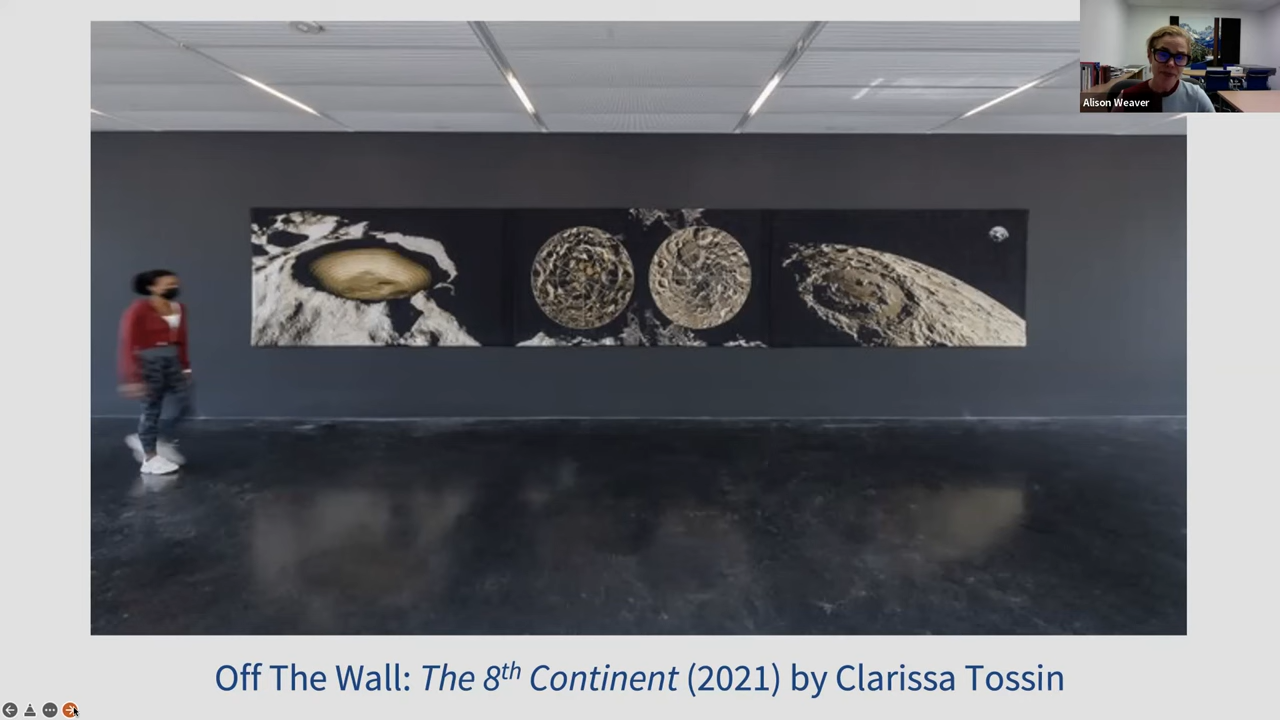 Alison Weaver
Off The Wall: The 8th Continent (2021) by Clarissa Tossin